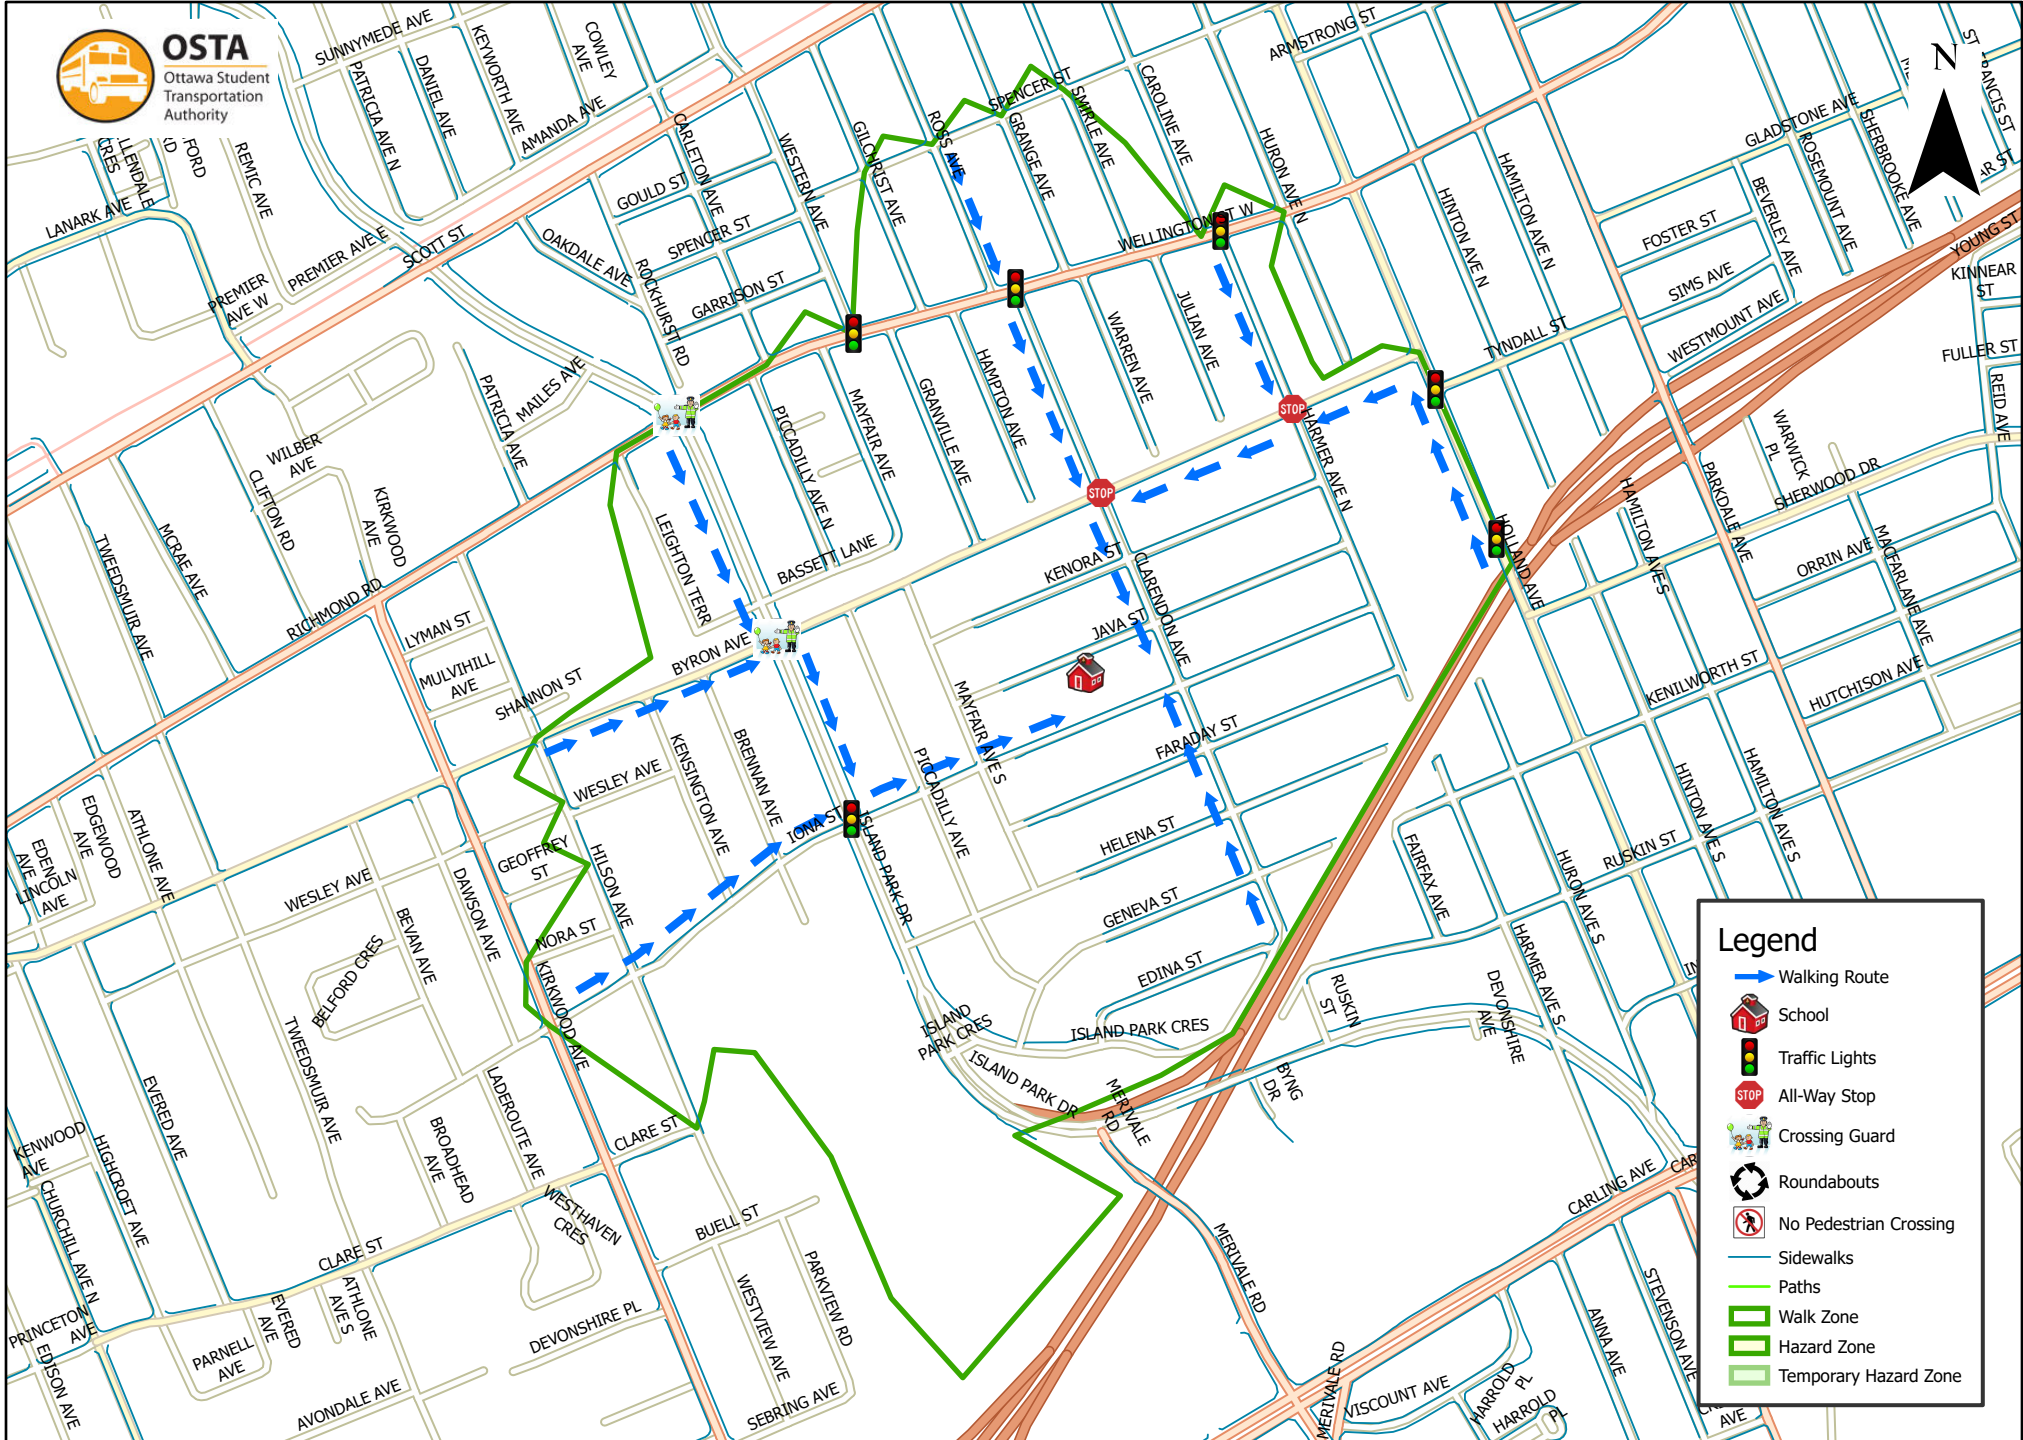 OSTA
Ottawa Student
Transportation
Authority
N
SUNNYMEDE AVE
PATRICIA AVE N
DANIEL AVE
KEYWORTH AVE
COWLEY
AVE
AMANDA AVE
REMIC AVE
LANARK AVE
PREMIER
AVE W
PREMIER AVE E
SCOTT ST
CARLETON AVE
GOULD ST
SPENCER ST
GARRISON ST
OAKDALE AVE
ROCKHURST RD
WESTERN AVE
GILCHRIST AVE
ROSS AVE
SPENCER ST
GRANGE AVE
SMIRLE AVE
CAROLINE AVE
HURON AVE N
ARMSTRONG ST
WELLINGTON ST W
HINTON AVE N
HAMILTON AVE N
GLADSTONE AVE
SHERBROOKE AVE
ROSEMOUNT AVE
BEVERLEY AVE
FOSTER ST
SIMS AVE
WESTMOUNT AVE
TYNDALL ST
YOUNG ST
KINNEAR
ST
FULLER ST
REID AVE
WARWICK
PL
SHERWOOD DR
PARKDALE AVE
HAMILTON AVE S
MACFARLANE AVE
ORRIN AVE
KENILWORTH ST
HUTCHISON AVE
HOLLAND AVE
MAILES AVE
PATRICIA AVE
WILBER
AVE
CLIFTON RD
KIRKWOOD
AVE
MCRAE AVE
TWEEDSMUIR AVE
RICHMOND RD
LEIGHTON TERR
PICCADILLY AVE N
MAYFAIR AVE
GRANVILLE AVE
HAMPTON AVE
WARREN AVE
JULIAN AVE
STOP
STOP
HARMER AVE N
BASSETT LANE
BYRON AVE
KENORA ST
CLARENDON AVE
JAVA ST
FARADAY ST
HELENA ST
GENEVA ST
EDINA ST
MAYFAIR AVE S
PICCADILLY AVE
ISLAND PARK DR
IONA ST
BRENNAN AVE
KENSINGTON AVE
WESLEY AVE
SHANNON ST
MULVIHILL
AVE
LYMAN ST
GEOFFREY
ST
HILSON AVE
NORA ST
KIRKWOOD AVE
DAWSON AVE
WESLEY AVE
BEVAN AVE
BELFORD CRES
ATHLONE AVE
EDGEWOOD
AVE
EDEN
AVE
LINCOLN
AVE
TWEEDSMUIR AVE
EVERED AVE
HIGHCROFT AVE
KENWOOD
AVE
CHURCHILL AVE N
PRINCETON
AVE
EDISON AVE
PARNELL
AVE
EVERED
AVE
ATHLONE
AVE S
CLARE ST
AVONDALE AVE
BROADHEAD
AVE
LADEROUTE AVE
WESTHAVEN
CRES
CLARE ST
BUELL ST
DEVONSHIRE PL
WESTVIEW AVE
PARKVIEW RD
SEBRING AVE
ISLAND
PARK CRES
ISLAND PARK CRES
ISLAND PARK DR
MERIVALE
RD
BYNG
DR
RUSKIN
ST
DEVONSHIRE
AVE
HARMER AVE S
HURON AVE S
FAIRFAX AVE
RUSKIN ST
HINTON AVE S
HAMILTON AVE S
MERIVALE RD
MERIVALE RD
CARLING AVE
VISCOUNT AVE
HARROLD
PL
HARROLD
PL
ANNA AVE
STEVENSON AVE
Legend
Walking Route
School
Traffic Lights
STOP
All-Way Stop
Crossing Guard
Roundabouts
No Pedestrian Crossing
Sidewalks
Paths
Walk Zone
Hazard Zone
Temporary Hazard Zone